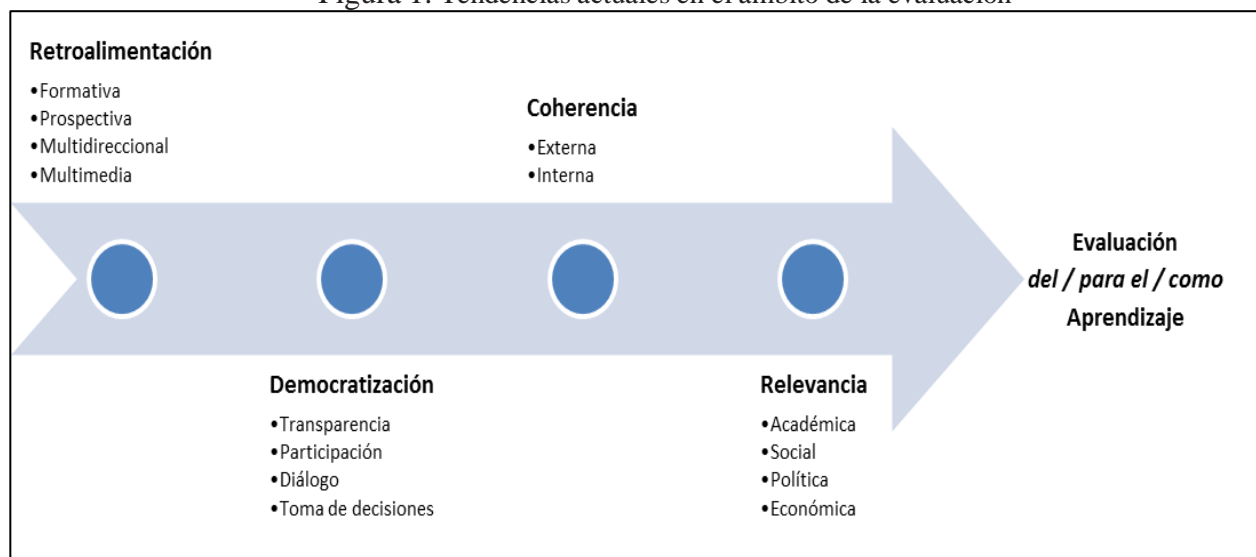 Figura 1. Tendencias actuales en el ámbito de la evaluación
Retroalimentación
•Formativa
•Prospectiva
•Multidireccional
•Multimedia
Coherencia
•Externa
•Interna
Evaluación
del / para el / como
Aprendizaje
Democratización
•Transparencia
•Participación
•Diálogo
•Toma de decisiones
Relevancia
•Académica
•Social
•Política
•Económica